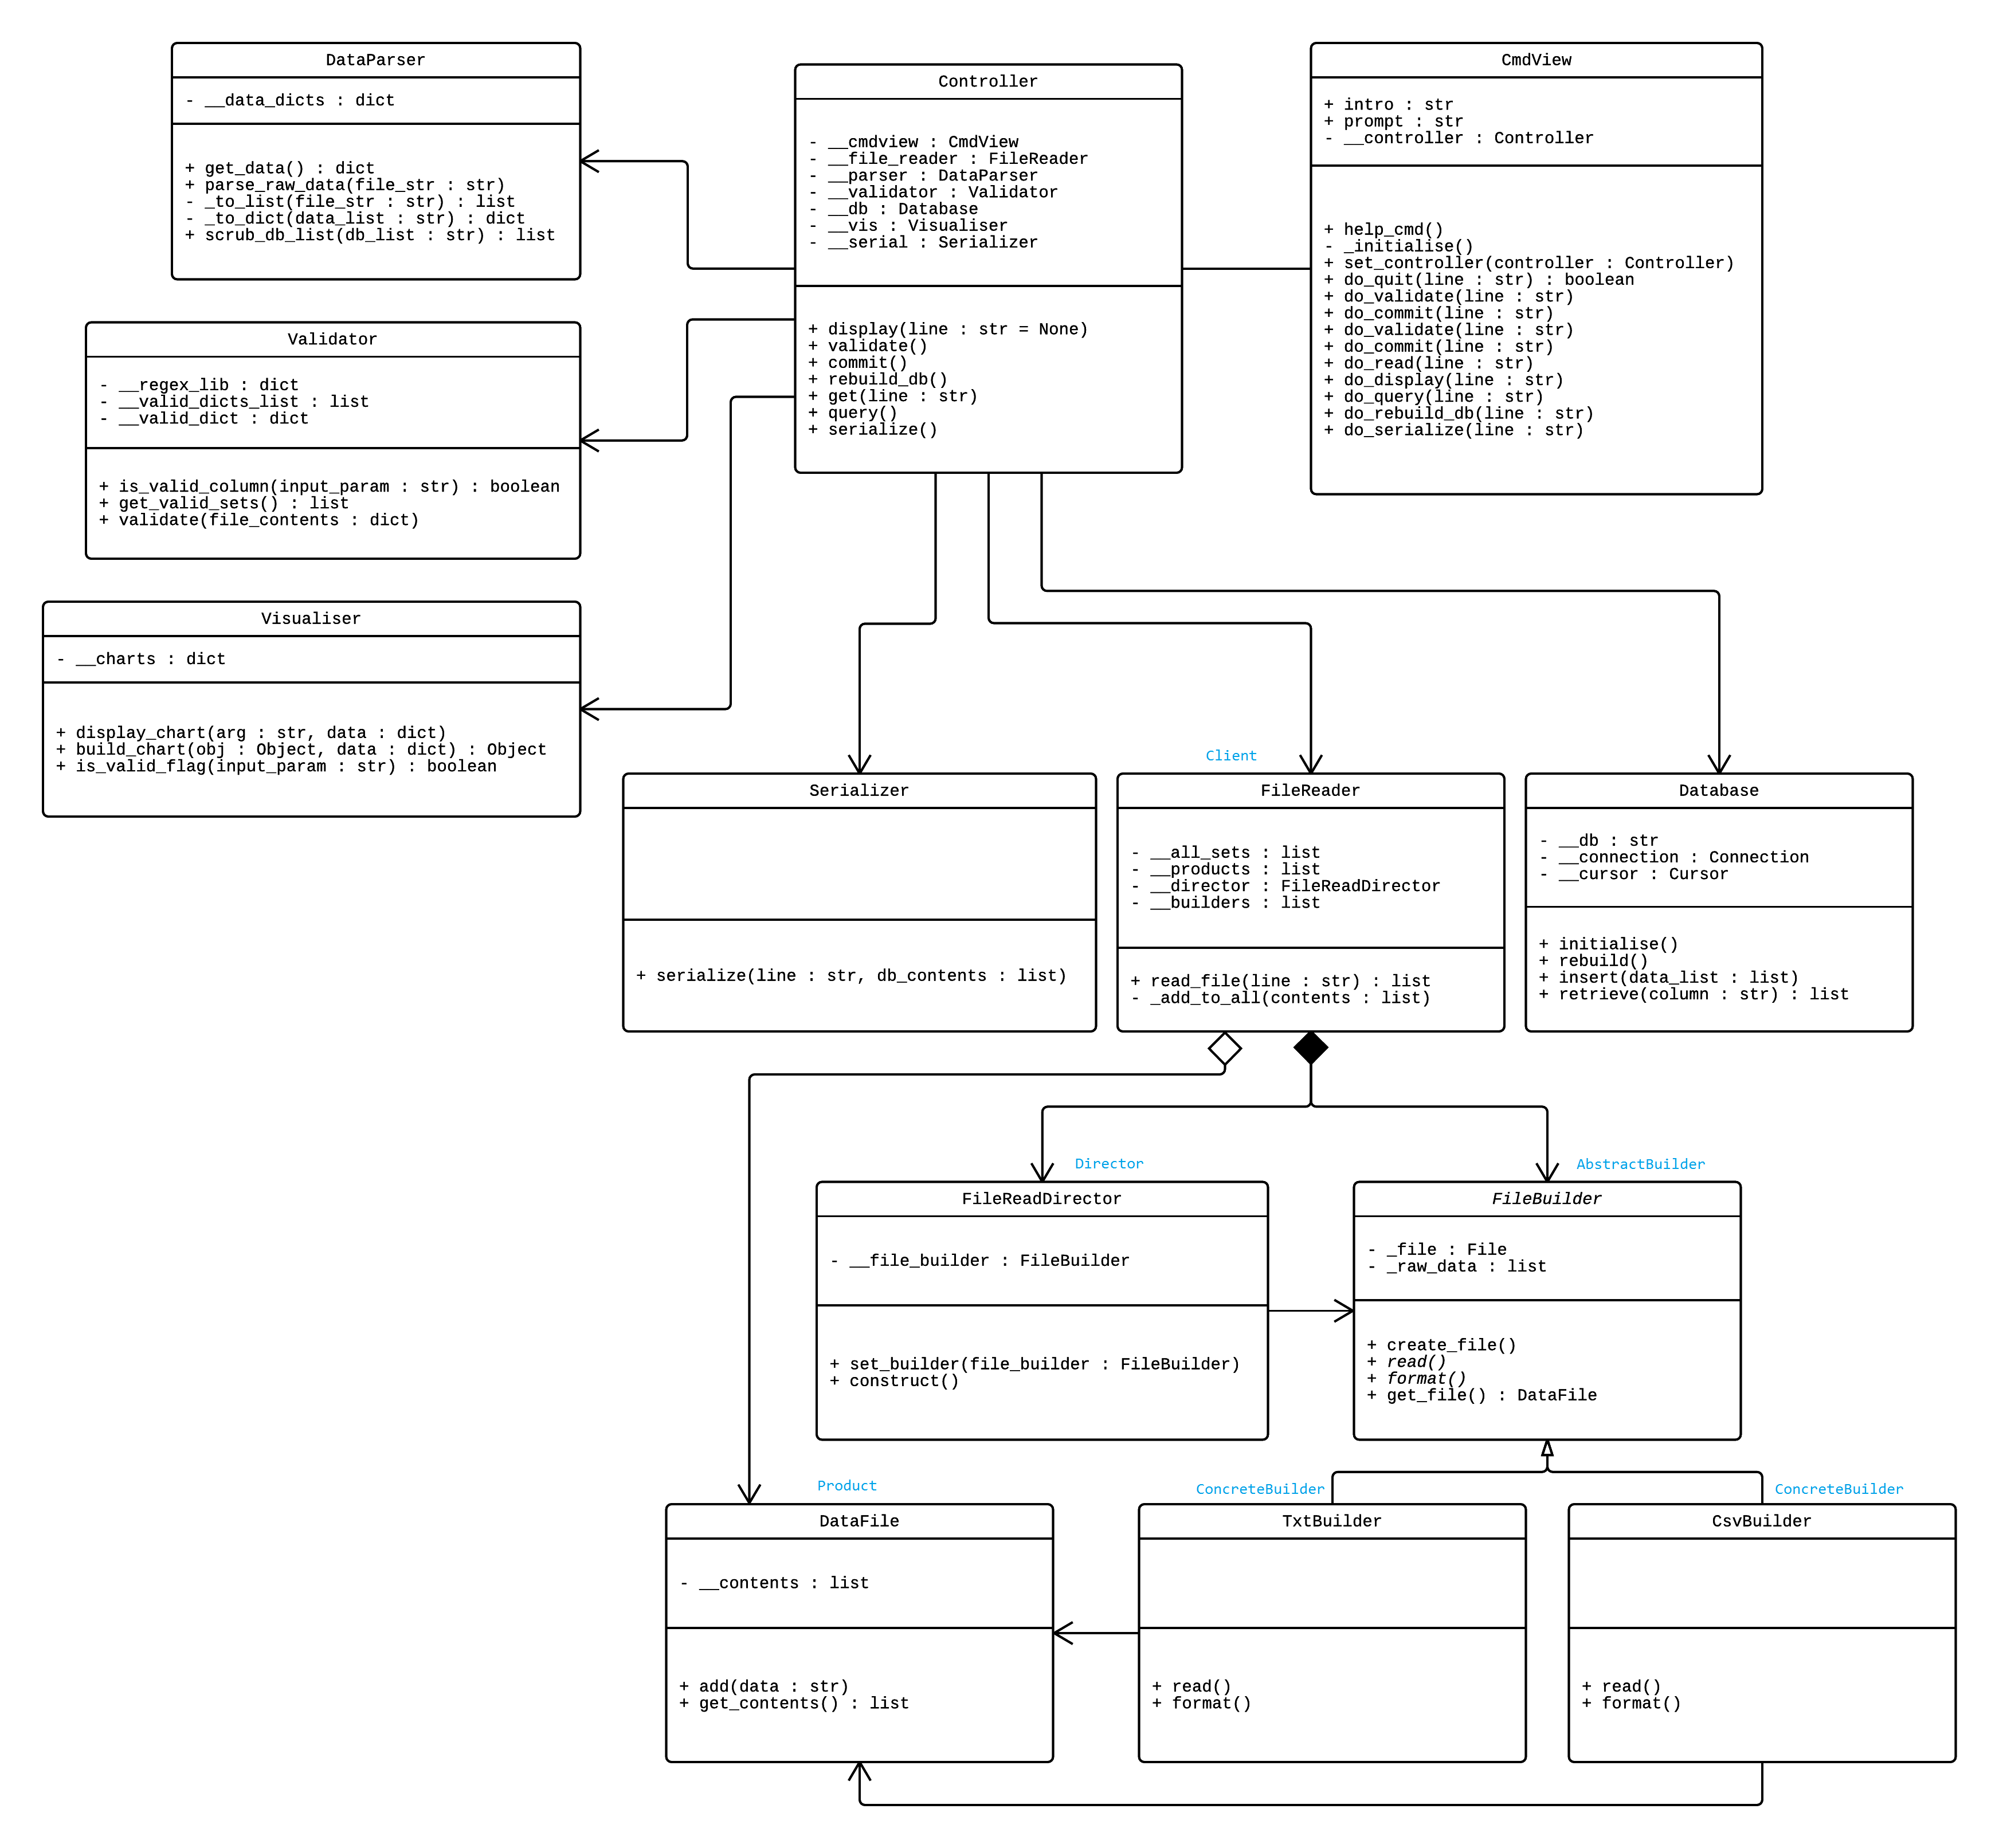 DataParser
- __data_dicts : dict
+ get_data() : dict
+ parse_raw_data(file_str : str)
- _to_list(file_str : str) : list
- _to_dict(data_list : str) : dict
+ scrub_db_list(db_list : str) : list
Controller
- __cmdview : CmdView
- __file_reader : FileReader
- __parser : DataParser
- __validator : Validator
- __db : Database
- __vis : Visualiser
- __serial : Serializer
+ display(line : str = None)
+ validate()
+ commit()
+ rebuild_db()
+ get(line : str)
+ query()
+ serialize()
CmdView
+ intro : str
+ prompt : str
- __controller : Controller
+ help_cmd()
- _initialise()
+ set_controller(controller : Controller)
+ do_quit(line : str) : boolean
+ do_validate(line : str)
+ do_commit(line : str)
+ do_validate(line : str)
+ do_commit(line : str)
+ do_read(line : str)
+ do_display(line : str)
+ do_query(line : str)
+ do_rebuild_db(line : str)
+ do_serialize(line : str)
Validator
- __regex_lib : dict
- __valid_dicts_list : list
- __valid_dict : dict
+ is_valid_column(input_param : str) : boolean
+ get_valid_sets() : list
+ validate(file_contents : dict)
Visualiser
- __charts : dict
+ display_chart(arg : str, data : dict)
+ build_chart(obj : Object, data : dict) : Object
+ is_valid_flag(input_param : str) : boolean
Serializer
+ serialize(line : str, db_contents : list)
Client
FileReader
- __all_sets : list
- __products : list
- __director : FileReadDirector
- __builders : list
+ read_file(line : str) : list
- _add_to_all(contents : list)
Database
- __db : str
- __connection : Connection
- __cursor : Cursor
+ initialise()
+ rebuild()
+ insert(data_list : list)
+ retrieve(column : str) : list
Director
FileReadDirector
- __file_builder : FileBuilder
+ set_builder(file_builder : FileBuilder)
+ construct()
AbstractBuilder
FileBuilder
- _file : File
- _raw_data : list
+ create_file()
+ read()
+ format()
+ get_file() : DataFile
Product
DataFile
- __contents : list
+ add(data : str)
+ get_contents() : list
ConcreteBuilder
TxtBuilder
+ read()
+ format()
ConcreteBuilder
CsvBuilder
+ read()
+ format()